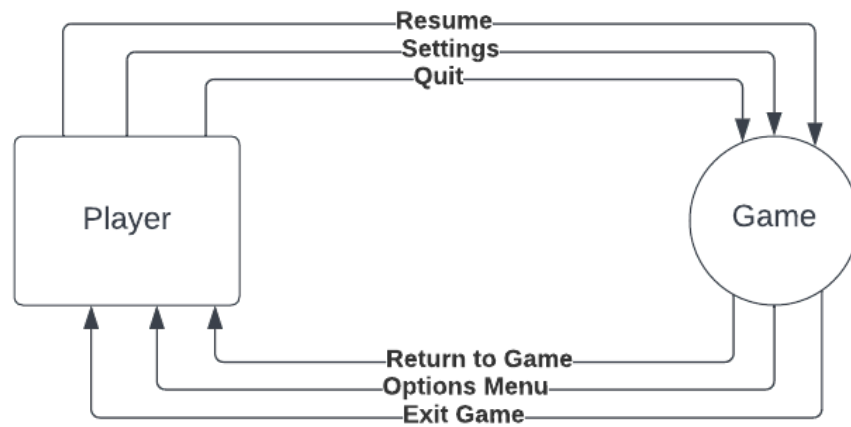 Resume
Settings
Quit
Player
Game
Return to Game
Options Menu
Exit Game